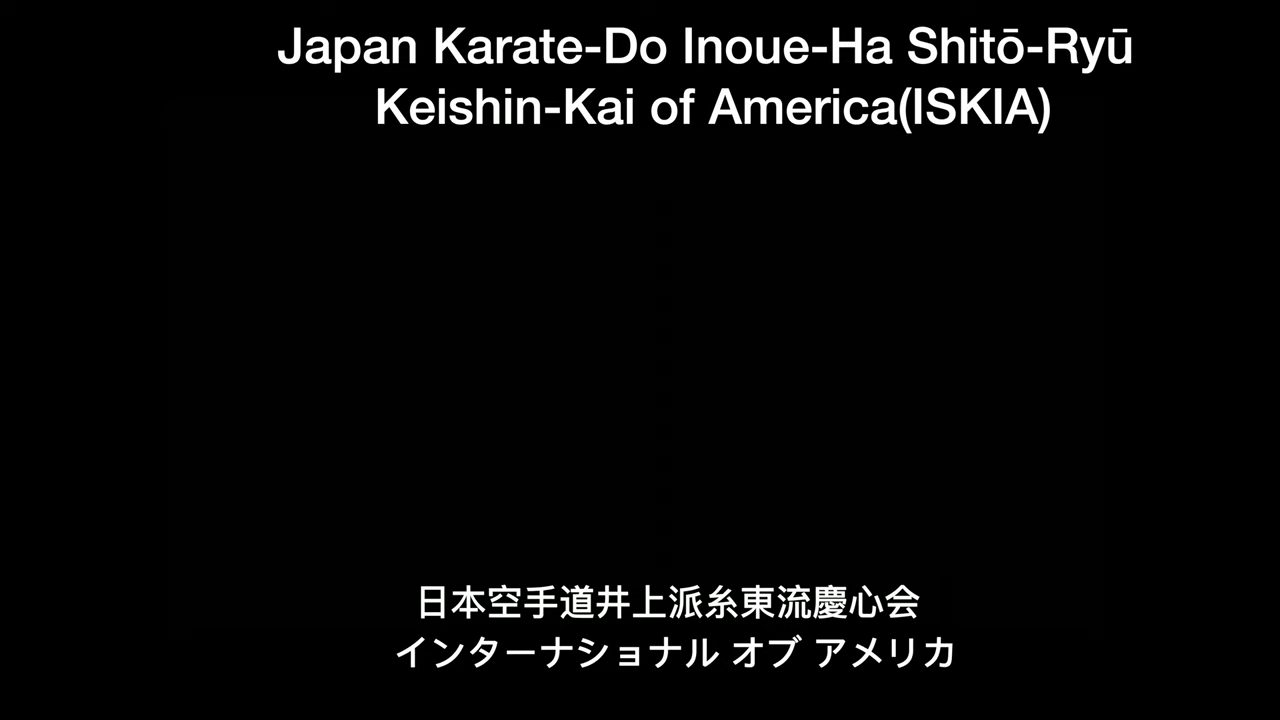 Japan Karate-Do Inoue-Ha Shitō-Ryū
Keishin-Kai of America(ISKIA)
日本空手道井上派糸東流慶心会
インターナショナル オブ アメリカ